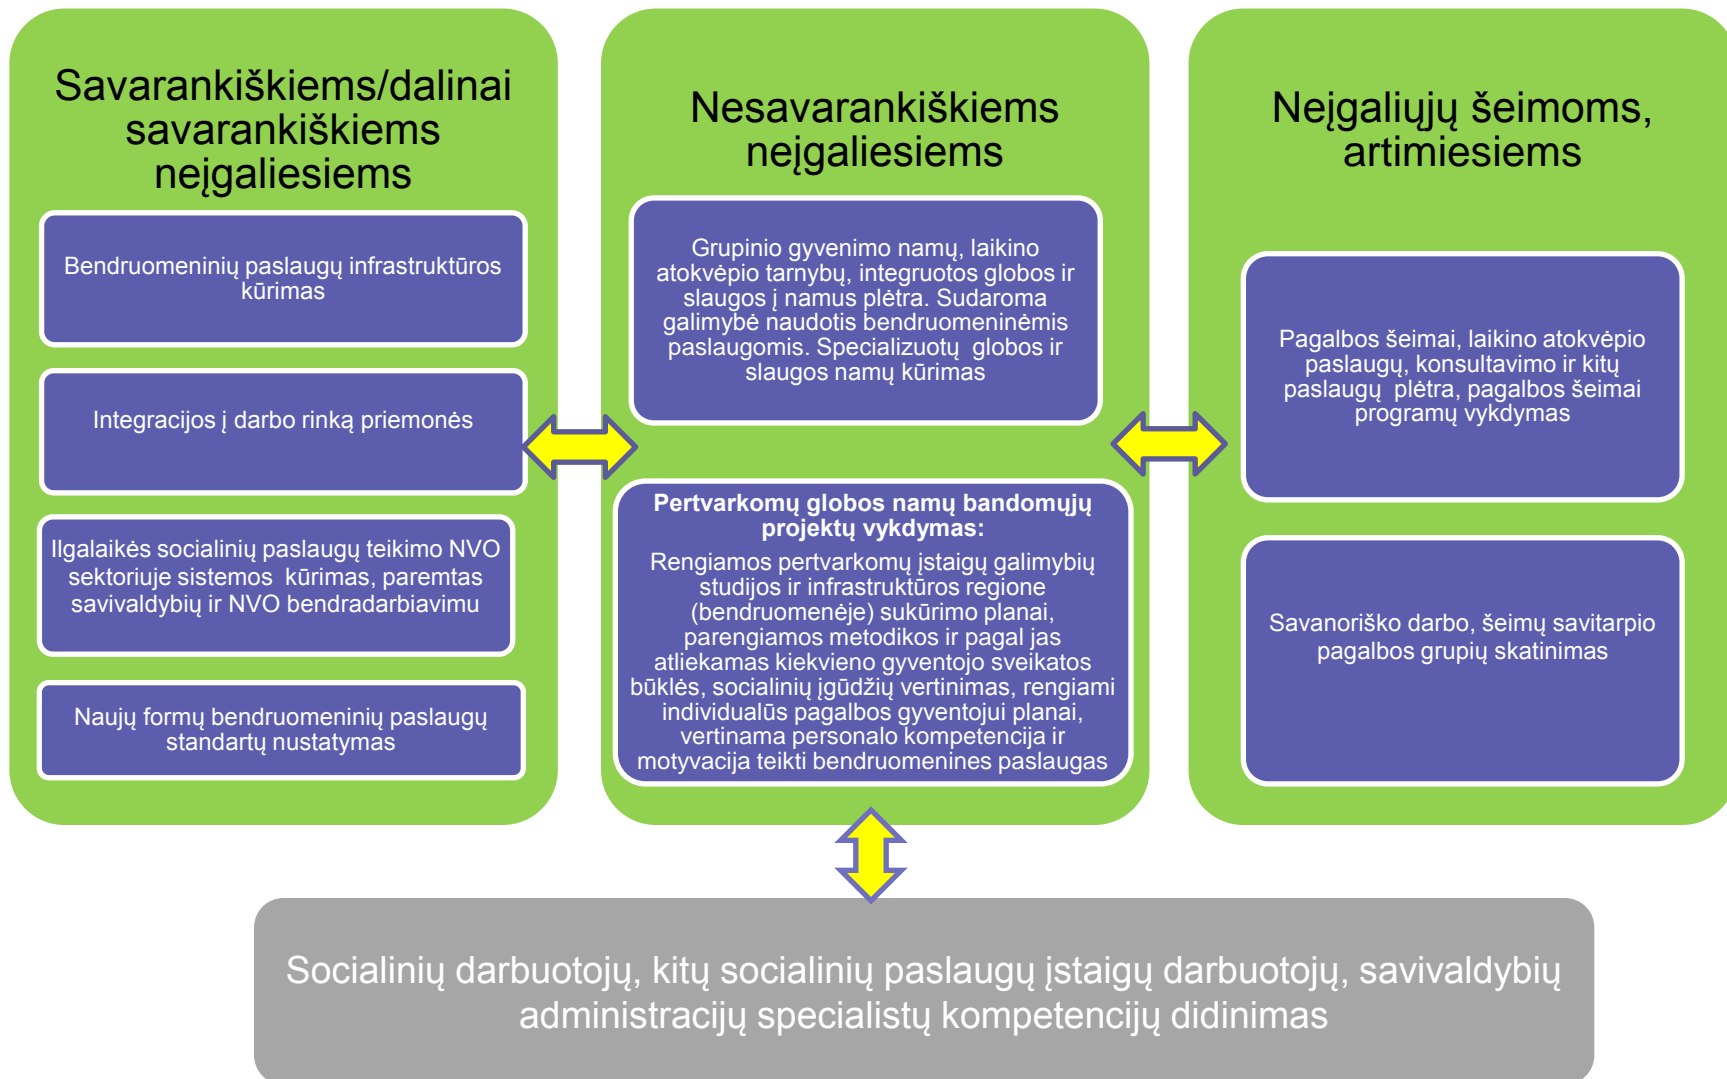 Savarankiškiems/dalinai
savarankiškiems
neįgaliesiems
Bendruomeninių paslaugų infrastruktūros
kūrimas
Integracijos į darbo rinką priemonės
Ilgalaikės socialinių paslaugų teikimo NVO
sektoriuje sistemos kūrimas, paremtas
savivaldybių ir NVO bendradarbiavimu
Naujų formų bendruomeninių paslaugų
standartų nustatymas
Nesavarankiškiems
neįgaliesiems
Grupinio gyvenimo namų, laikino
atokvėpio tarnybų, integruotos globos ir
slaugos į namus plėtra. Sudaroma
galimybė naudotis bendruomeninėmis
paslaugomis. Specializuotų globos ir
slaugos namų kūrimas
Pertvarkomų globos namų bandomųjų
projektų vykdymas:
Rengiamos pertvarkomų įstaigų galimybių
studijos ir infrastruktūros regione
(bendruomenėje) sukūrimo planai,
parengiamos metodikos ir pagal jas
atliekamas kiekvieno gyventojo sveikatos
būklės, socialinių įgūdžių vertinimas, rengiami
individualūs pagalbos gyventojui planai,
vertinama personalo kompetencija ir
motyvacija teikti bendruomenines paslaugas
Neįgaliųjų šeimoms,
artimiesiems
Pagalbos šeimai, laikino atokvėpio
paslaugų, konsultavimo ir kitų
paslaugų plėtra, pagalbos šeimai
programų vykdymas
Savanoriško darbo, šeimų savitarpio
pagalbos grupių skatinimas
Socialinių darbuotojų, kitų socialinių paslaugų įstaigų darbuotojų, savivaldybių
administracijų specialistų kompetencijų didinimas